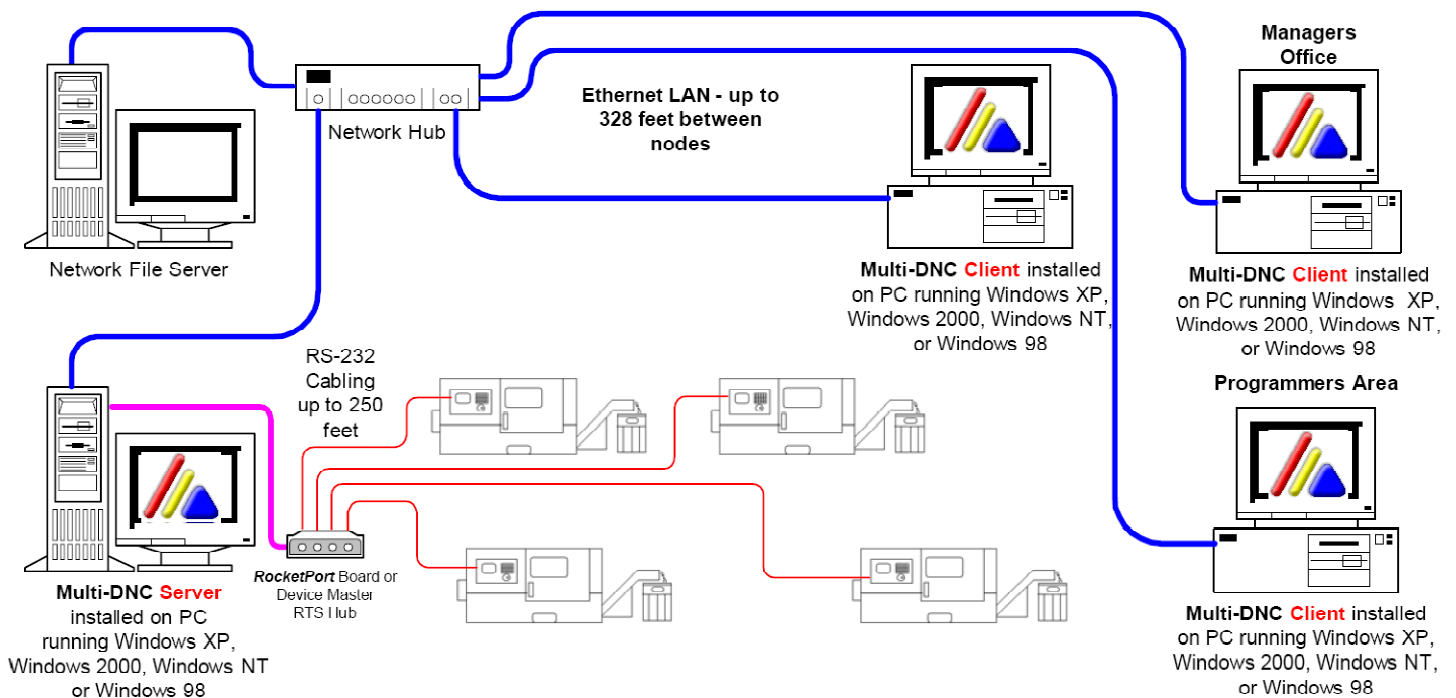 Managers
Office
Ethernet LAN - up to
328 feet between
nodes
Network Hub
Network File Server
Multi-DNC Client installed
on PC running Windows XP,
Windows 2000, Windows NT,
or Windows 98
Multi-DNC Client installed
on PC running Windows XP,
Windows 2000, Windows NT,
or Windows 98
RS-232
Cabling
up to 250
feet
Programmers Area
RocketPort Board or
Device Master
RTS Hub
Multi-DNC Server
installed on PC
running Windows XP,
Windows 2000, Windows NT
or Windows 98
Multi-DNC Client installed
on PC running Windows XP,
Windows 2000, Windows NT,
or Windows 98